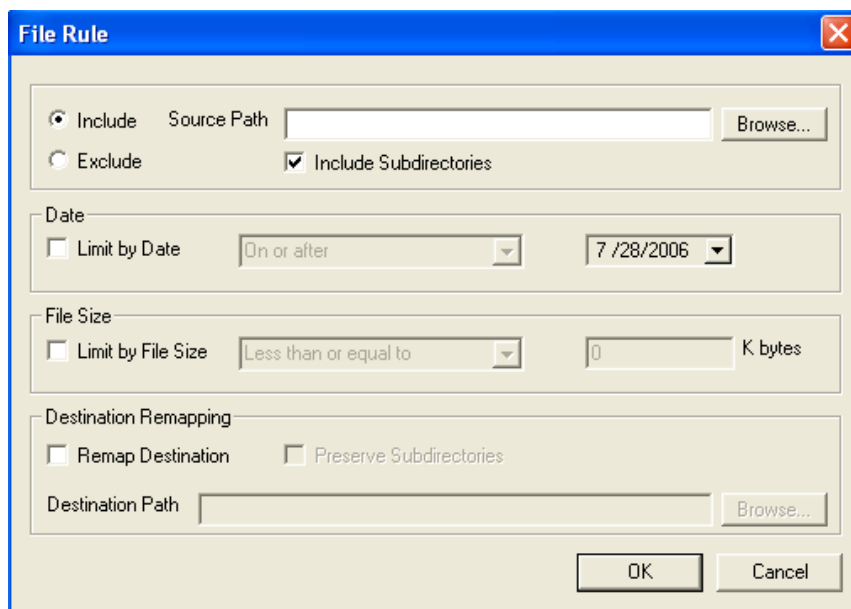 File Rule
Include Source Path Browse...
Exclude Include Subdirectories
Date
Limit by Date On or after 7 /28/2006
File Size
Limit by File Size Less than or equal to 0 K bytes
Destination Remapping
Remap Destination Preserve Subdirectories
Destination Path Browse...
OK Cancel